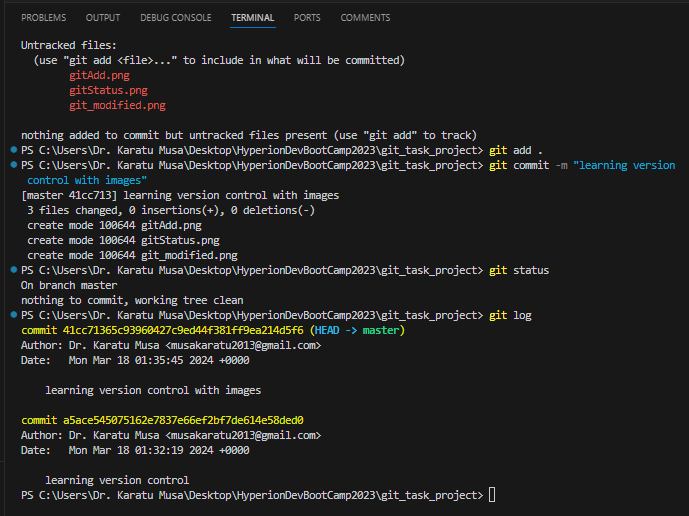 PROBLEMS OUTPUT DEBUG CONSOLE TERMINAL PORTS COMMENTS
Untracked files:
(use "git add <file>..." to include in what will be committed)
gitAdd.png
gitStatus.png
git_modified.png
nothing added to commit but untracked files present (use "git add" to track)
PS C:\Users\Dr. Karatu Musa\Desktop\HyperionDevBootCamp2023\git_task_project> git add .
PS C:\Users\Dr. Karatu Musa\Desktop\HyperionDevBootCamp2023\git_task_project> git commit -m "learning version
control with images"
[master 41cc713] learning version control with images
3 files changed, 0 insertions(+), 0 deletions(-)
create mode 100644 gitAdd.png
create mode 100644 gitStatus.png
create mode 100644 git_modified.png
PS C:\Users\Dr. Karatu Musa\Desktop\HyperionDevBootCamp2023\git_task_project> git status
On branch master
nothing to commit, working tree clean
PS C:\Users\Dr. Karatu Musa\Desktop\HyperionDevBootCamp2023\git_task_project> git log
commit 41cc71365c93960427c9ed44f381ff9ea214d5f6 (HEAD -> master)
Author: Dr. Karatu Musa <musakaratu2013@gmail.com>
Date: Mon Mar 18 01:35:45 2024 +0000
learning version control with images
commit a5ace545075162e7837e66ef2bf7de614e58ded0
Author: Dr. Karatu Musa <musakaratu2013@gmail.com>
Date: Mon Mar 18 01:32:19 2024 +0000
learning version control
PS C:\Users\Dr. Karatu Musa\Desktop\HyperionDevBootCamp2023\git_task_project>